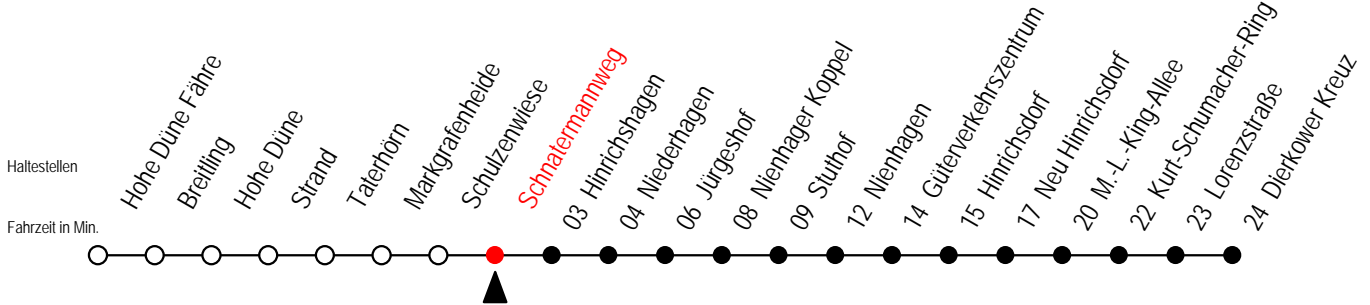 Haltestellen
Fahrzeit in Min.
Hohe Düne Fähre
Breitling
Hohe Düne
Strand
Taterhörn
Markgrafenheide
Schulzenwiese
Schnatermannweg
03 Hinrichshagen
04 Niederhagen
06 Jürgeshof
08 Nienhager Koppel
09 Stuthof
12 Nienhagen
14 Güterverkehrszentrum
15 Hinrichsdorf
17 Neu Hinrichsdorf
20 M.-L.-King-Allee
22 Kurt-Schumacher-Ring
23 Lorenzstraße
24 Dierkower Kreuz